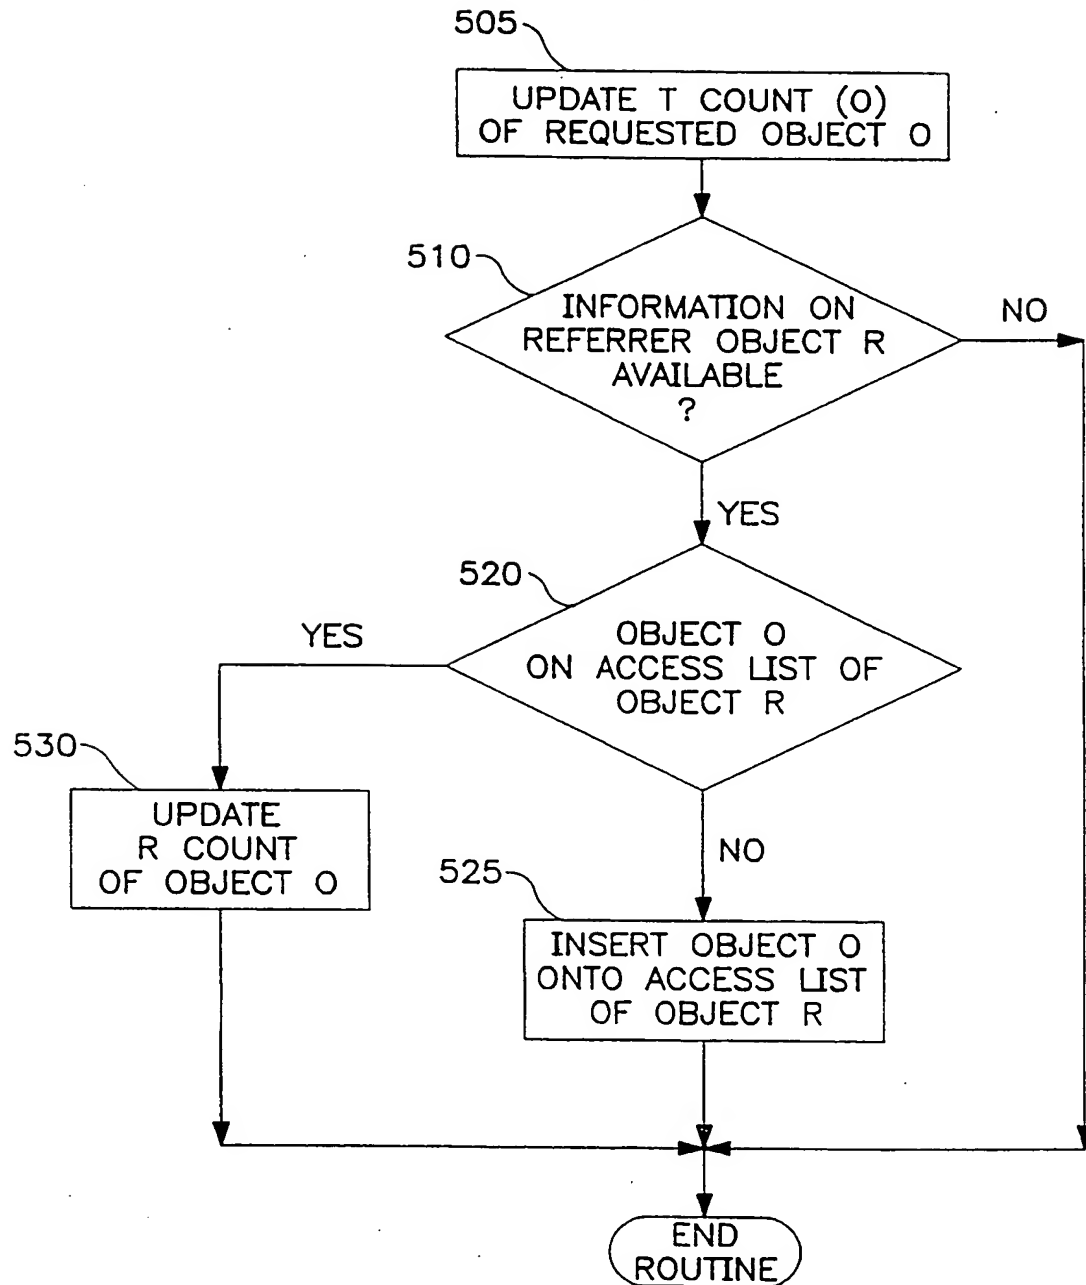 505
UPDATE T COUNT (O)
OF REQUESTED OBJECT O
510
INFORMATION ON
REFERRER OBJECT R
AVAILABLE
?
NO
YES
520
OBJECT O
ON ACCESS LIST OF
OBJECT R
YES
530
UPDATE
R COUNT
OF OBJECT O
NO
525
INSERT OBJECT O
ONTO ACCESS LIST
OF OBJECT R
END
ROUTINE